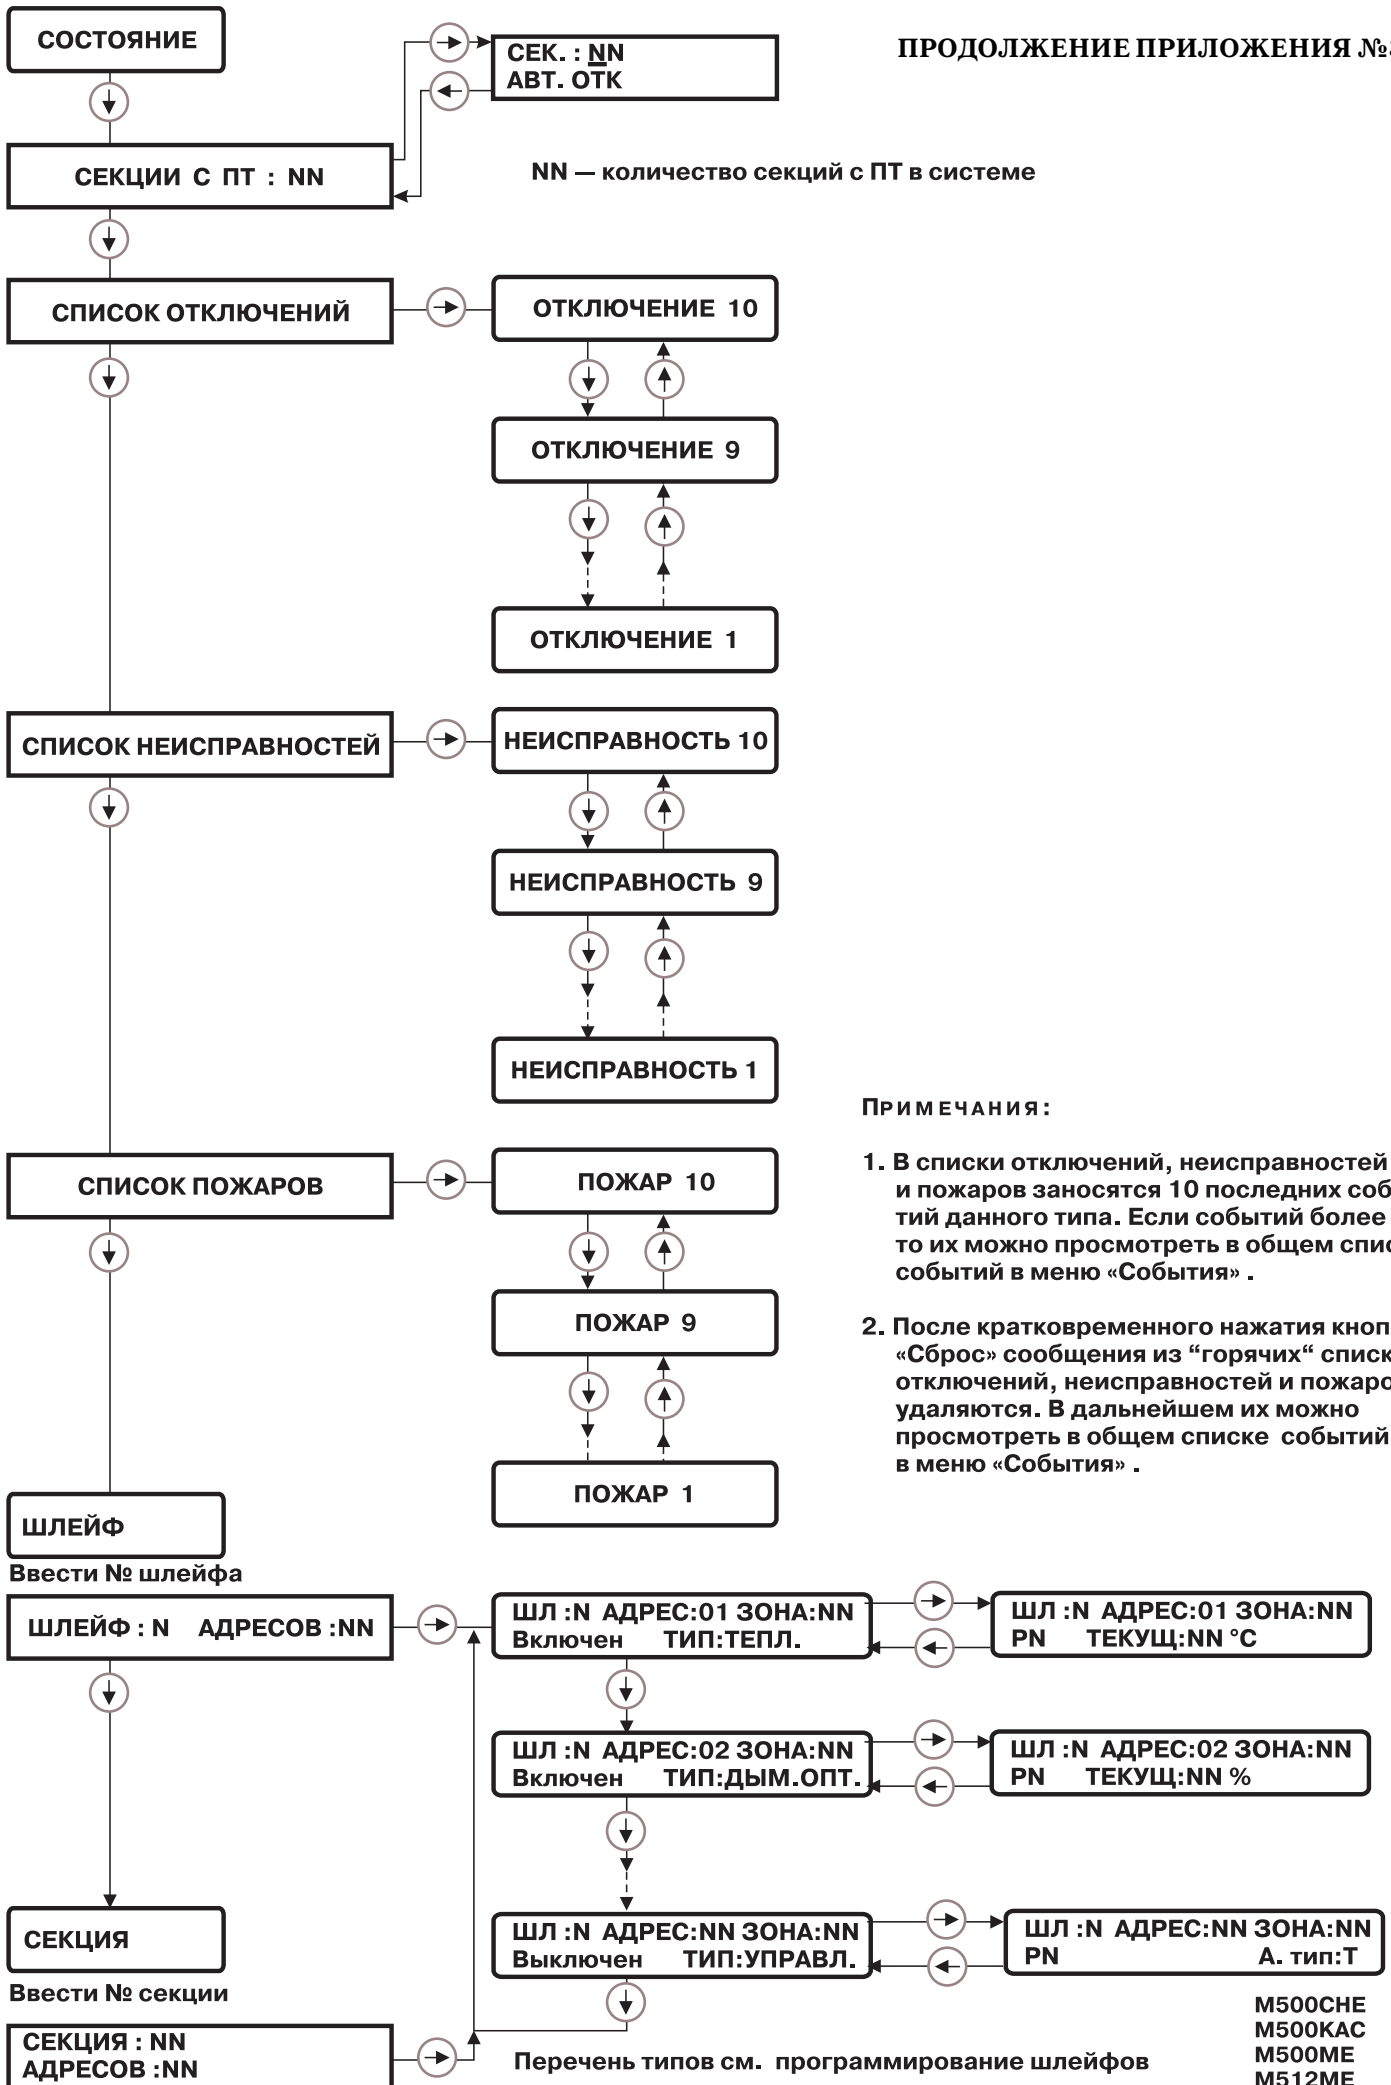 СОСТОЯНИЕ
СЕК. : NN
АВТ. ОТК
ПРОДОЛЖЕНИЕ ПРИЛОЖЕНИЯ
СЕКЦИИ С ПТ : NN
NN — количество секций с ПТ в системе
СПИСОК ОТКЛЮЧЕНИЙ
ОТКЛЮЧЕНИЕ 10
ОТКЛЮЧЕНИЕ 9
ОТКЛЮЧЕНИЕ 1
СПИСОК НЕИСПРАВНОСТЕЙ
НЕИСПРАВНОСТЬ 10
НЕИСПРАВНОСТЬ 9
НЕИСПРАВНОСТЬ 1
СПИСОК ПОЖАРОВ
ПОЖАР 10
ПОЖАР 9
ПОЖАР 1
ПРИМЕЧАНИЯ:
1. В списки отключений, неисправностей
и пожаров заносятся 10 последних собы
тий данного типа. Если событий более
то их можно просмотреть в общем спис
событий в меню «События» .
2. После кратковременного нажатия кноп
«Сброс» сообщения из “горячих“ списк
отключений, неисправностей и пожаро
удаляются. В дальнейшем их можно
просмотреть в общем списке событий
в меню «События» .
ШЛЕЙФ
Ввести № шлейфа
ШЛЕЙФ : N АДРЕСОВ :NN
ШЛ :N АДРЕС:01 ЗОНА:NN
Включен ТИП:ТЕПЛ.
ШЛ :N АДРЕС:01 ЗОНА:NN
PN ТЕКУЩ:NN °C
ШЛ :N АДРЕС:02 ЗОНА:NN
Включен ТИП:ДЫМ.ОПТ.
ШЛ :N АДРЕС:02 ЗОНА:NN
PN ТЕКУЩ:NN %
СЕКЦИЯ
Ввести № секции
ШЛ :N АДРЕС:NN ЗОНА:NN
Выключен ТИП:УПРАВЛ.
ШЛ :N АДРЕС:NN ЗОНА:NN
PN А. тип:Т
СЕКЦИЯ : NN
АДРЕСОВ :NN
Перечень типов см. программирование шлейфов
M500CHE
M500KAC
M500ME
M512ME